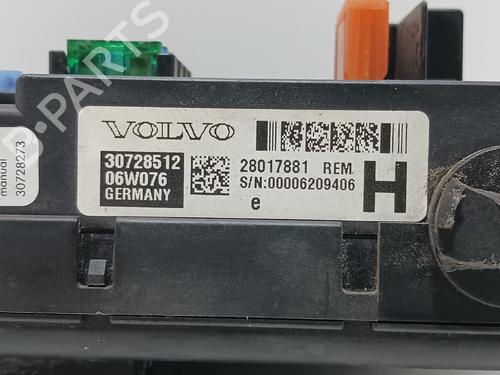 B-PARTS
VOLVO
30728512
06W076
GERMANY
28017881 REM
S/N:00006209406
e
H
manual
30728273